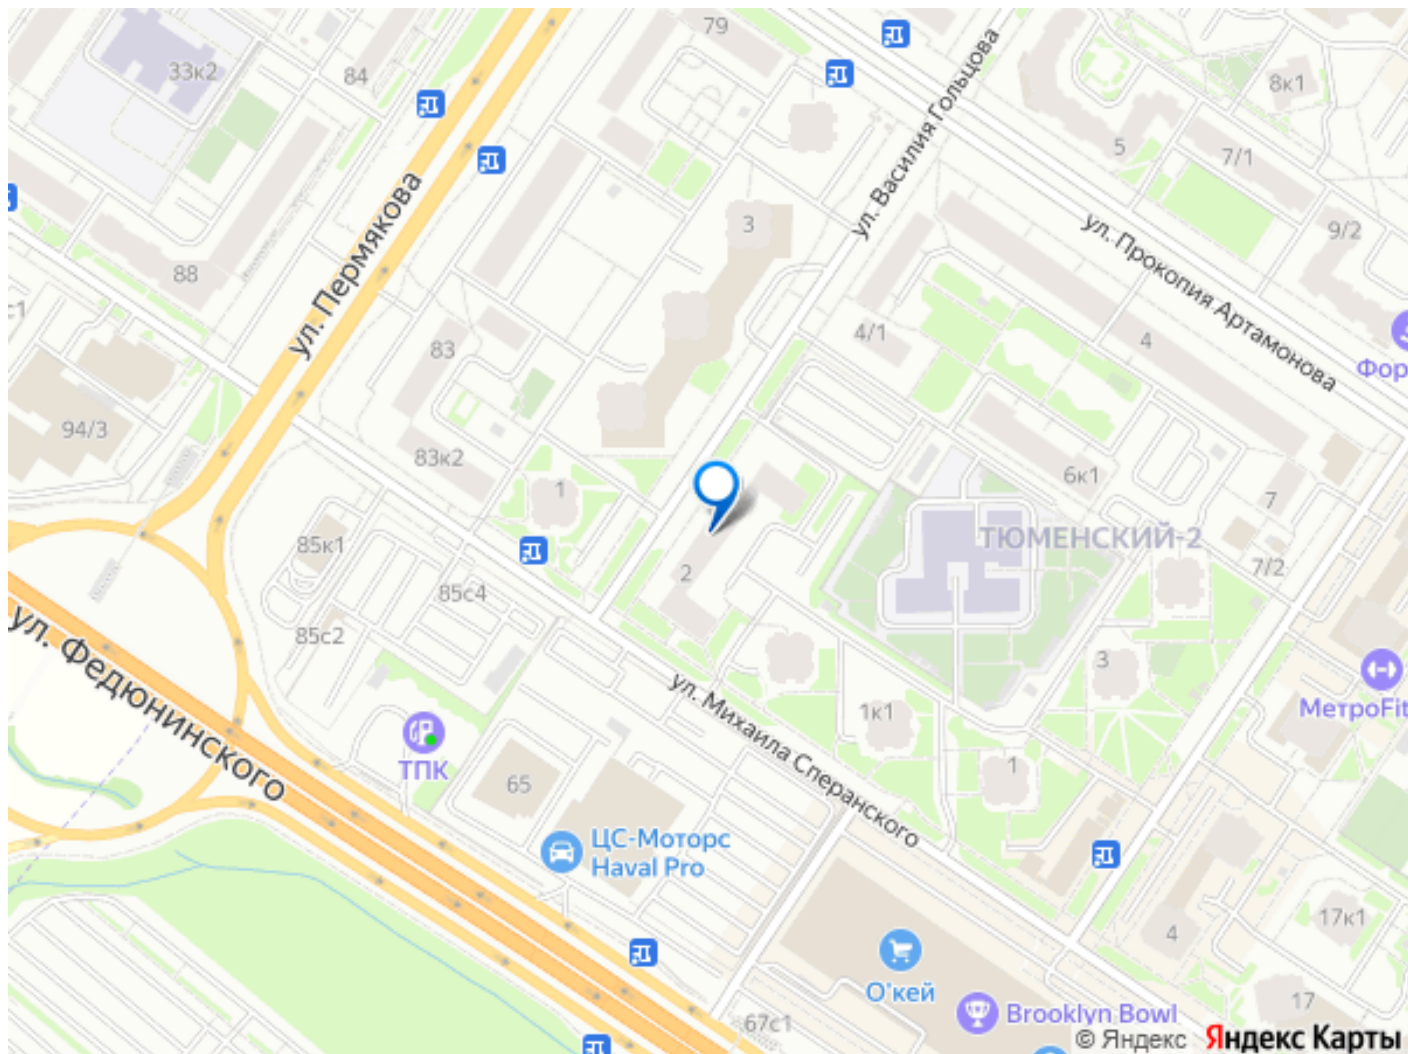 79
33к2
84
8к1
5
7/1
ул. Василия Гольцова
ул. Пермякова
3
9/2
88
ул. Прокопия Артамонова
с1
83
4/1
4
Фор
94/3
83к2
1
6к1
7
85к1
ТЮМЕНСКИЙ-2
7/2
2
85с4
85с2
ул. Федюнинского
3
ул. Михаила Сперанского
1к1
МетроFit
ТПК
65
1
ЦС-Моторс
Haval Pro
17к1
4
О'кей
17
Brooklyn Bowl
67с1
© Яндекс Яндекс Карты